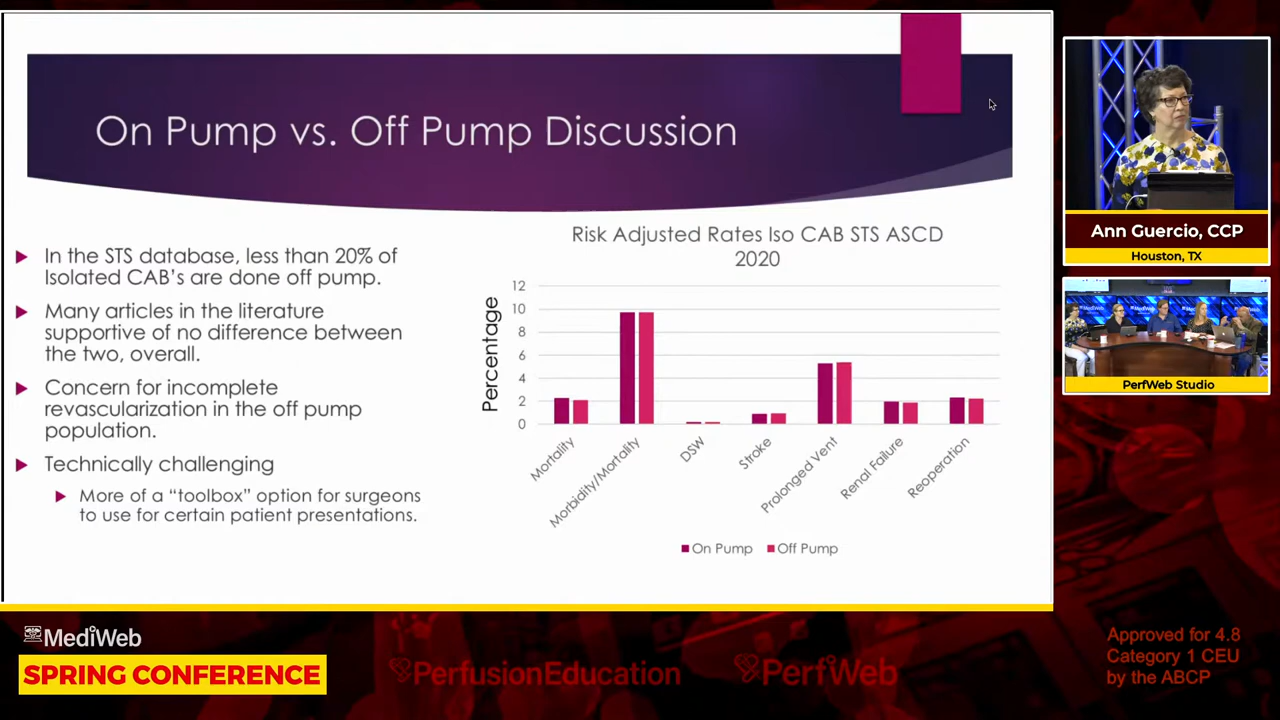 On Pump vs. Off Pump Discussion
In the STS database, less than 20% of
Isolated CAB's are done off pump.
Many articles in the literature
supportive of no difference between
the two, overall.
Concern for incomplete
revascularization in the off pump
population.
Technically challenging
More of a “toolbox” option for surgeons
to use for certain patient presentations.
Risk Adjusted Rates Iso CAB STS ASCD
2020
Percentage
12
10
8
6
4
2
0
Mortality
Morbidity/Mortality
DSW
Stroke
Prolonged Vent
Renal Failure
Reoperation
On Pump
Off Pump
Ann Guercio, CCP
Houston, TX
PerfWeb Studio
MediWeb
SPRING CONFERENCE
PerfusionEducation
PerfWeb
Approved for 4.8
Category 1 CEU
by the ABCP